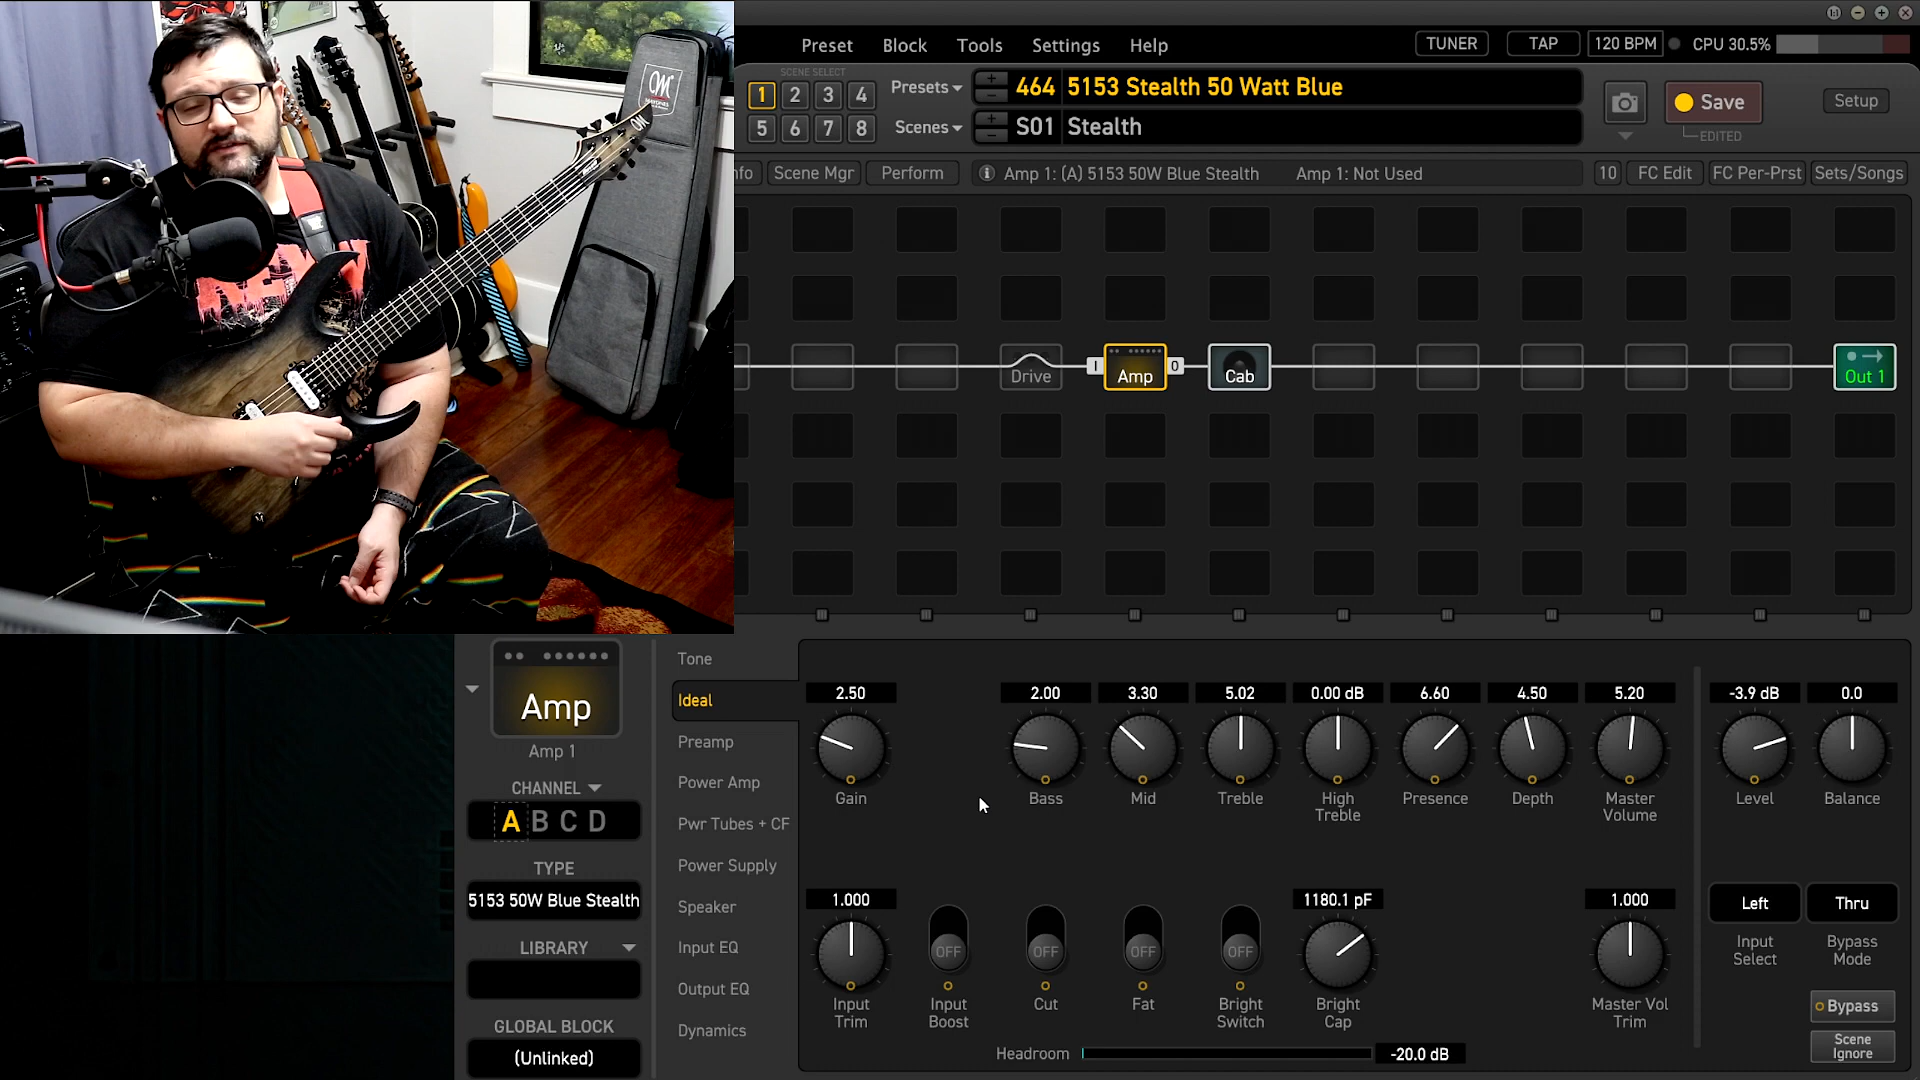 Preset Block Tools Settings Help TUNER TAP 120 BPM CPU 30.5%
SCENE SELECT
1 2 3 4
5 6 7 8
Presets 464 5153 Stealth 50 Watt Blue
Scenes S01 Stealth
Save
EDITED
Setup
nfo Scene Mgr Perform Amp 1: (A) 5153 50W Blue Stealth Amp 1: Not Used 10 FC Edit FC Per-Prst Sets/Songs
Drive I Amp O Cab Out 1
Amp
Amp 1
CHANNEL
A B C D
TYPE
5153 50W Blue Stealth
LIBRARY
GLOBAL BLOCK
(Unlinked)
Tone
Ideal
Preamp
Power Amp
Pwr Tubes + CF
Power Supply
Speaker
Input EQ
Output EQ
Dynamics
2.50 2.00 3.30 5.02 0.00 dB 6.60 4.50 5.20 -3.9 dB 0.0
Gain Bass Mid Treble High Treble Presence Depth Master Volume Level Balance
1.000 1180.1 pF 1.000 Left Thru
OFF OFF OFF OFF
Input Trim Input Boost Cut Fat Bright Switch Bright Cap Master Vol Trim Input Select Bypass Mode
Bypass
Scene Ignore
Headroom -20.0 dB